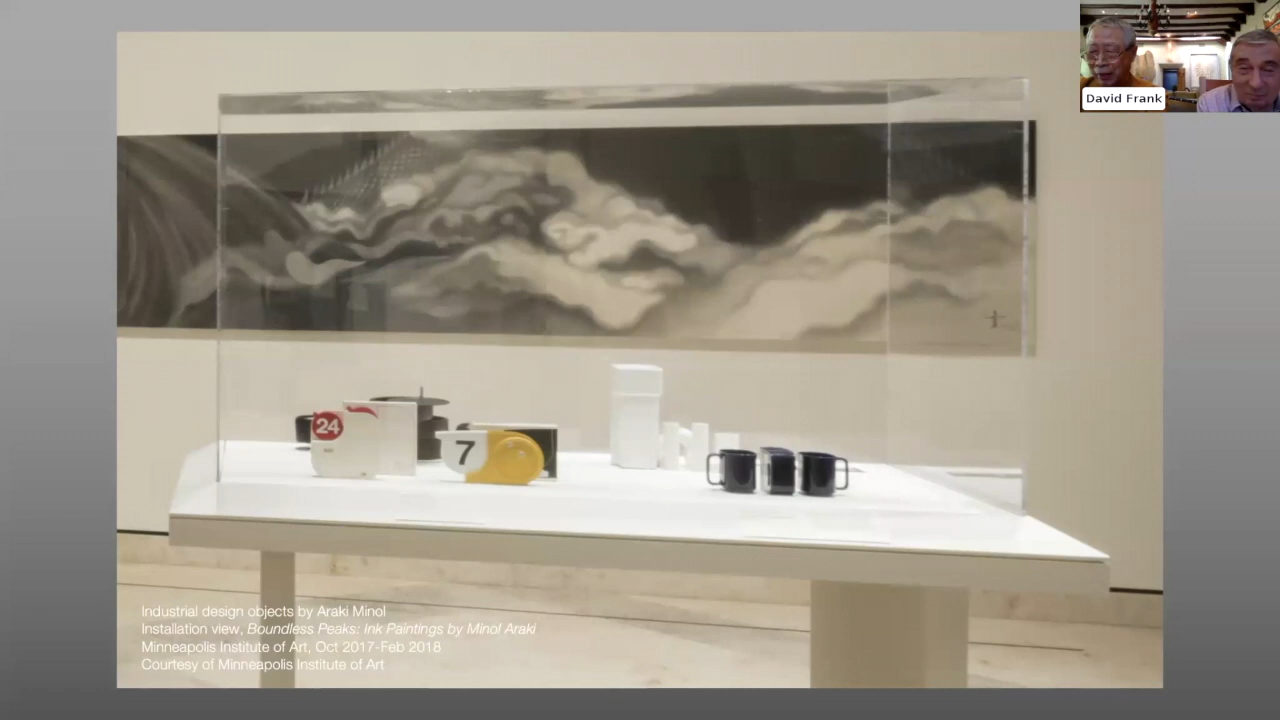 David Frank
24
7
Industrial design objects by Araki Minol
Installation view, Boundless Peaks: Ink Paintings by Minol Araki
Minneapolis Institute of Art, Oct 2017-Feb 2018
Courtesy of Minneapolis Institute of Art